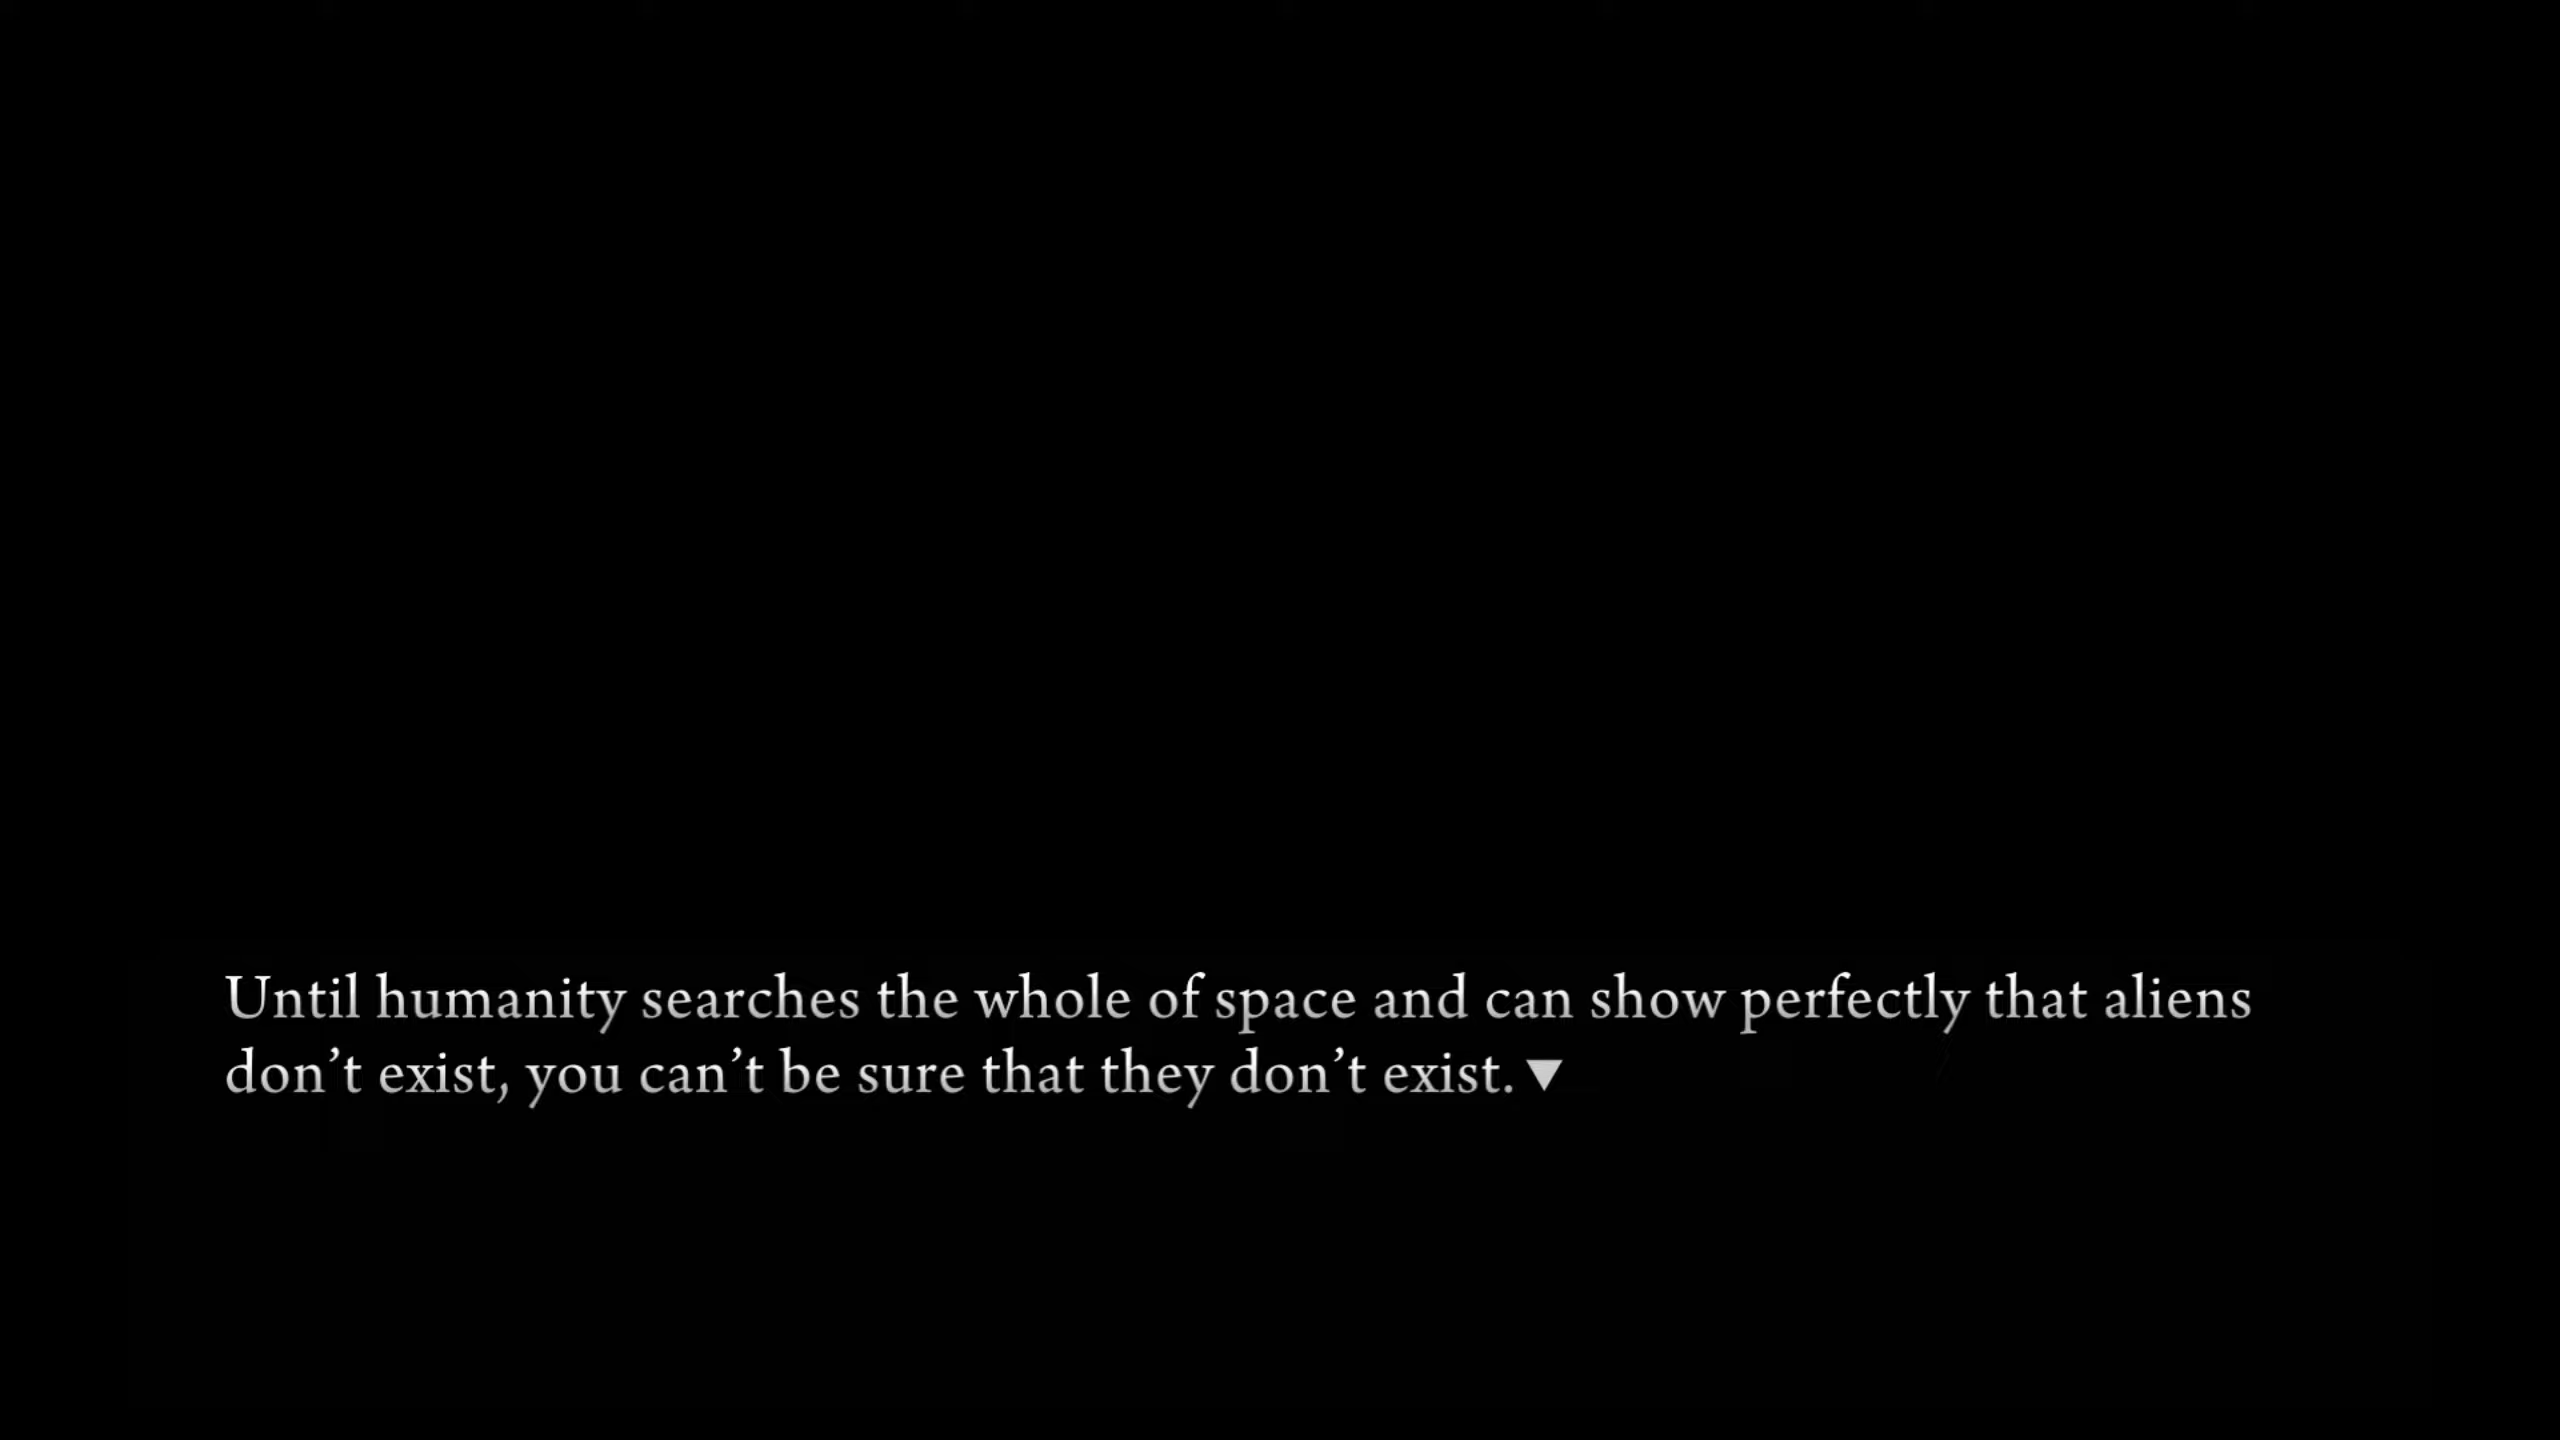 Until humanity searches the whole of space and can show perfectly that aliens
don’t exist, you can’t be sure that they don’t exist.